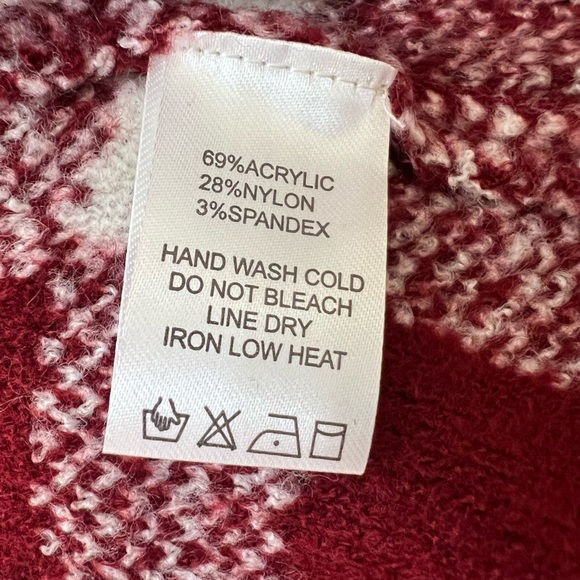 69%ACRYLIC
28%NYLON
3%SPANDEX
HAND WASH COLD
DO NOT BLEACH
LINE DRY
IRON LOW HEAT